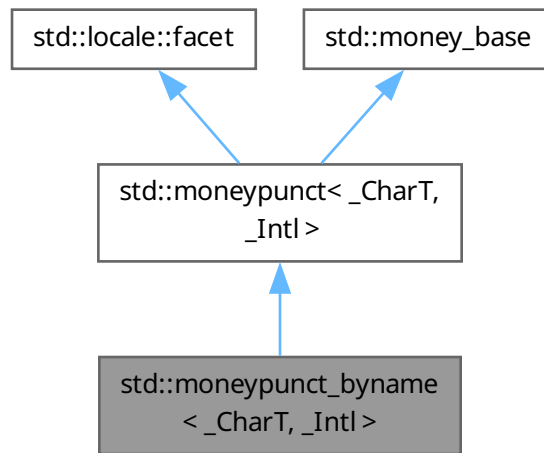 std::locale::facet
std::money_base
std::moneypunct< _CharT,
_Intl >
std::moneypunct_byname
< _CharT, _Intl >